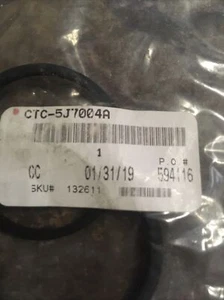 CTC-5J7004A
1
P.O #
CC 01/31/19 594116
SKU# 132611